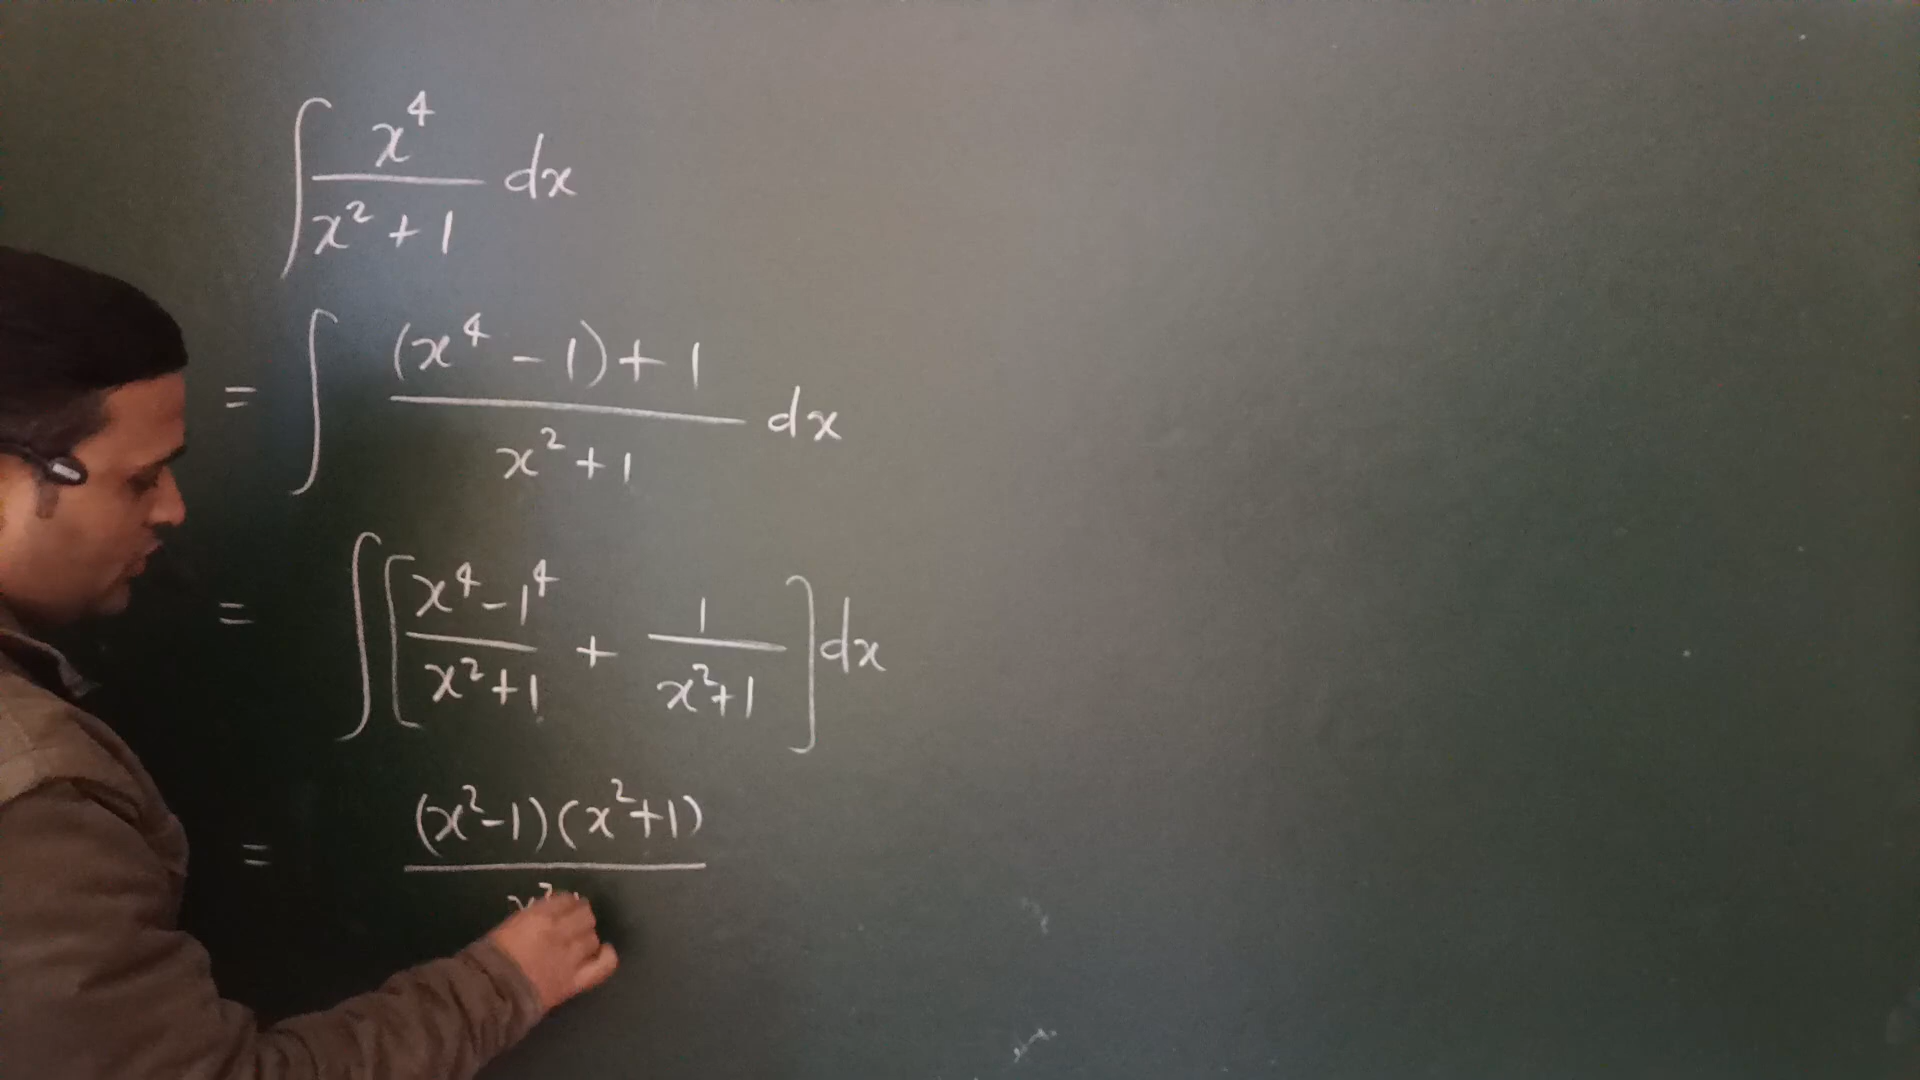 ∫ x⁴ / (x² + 1) dx
= ∫ ((x⁴ - 1) + 1) / (x² + 1) dx
= ∫ [ (x⁴ - 1⁴) / (x² + 1) + 1 / (x² + 1) ] dx
= (x² - 1)(x² + 1) / x²